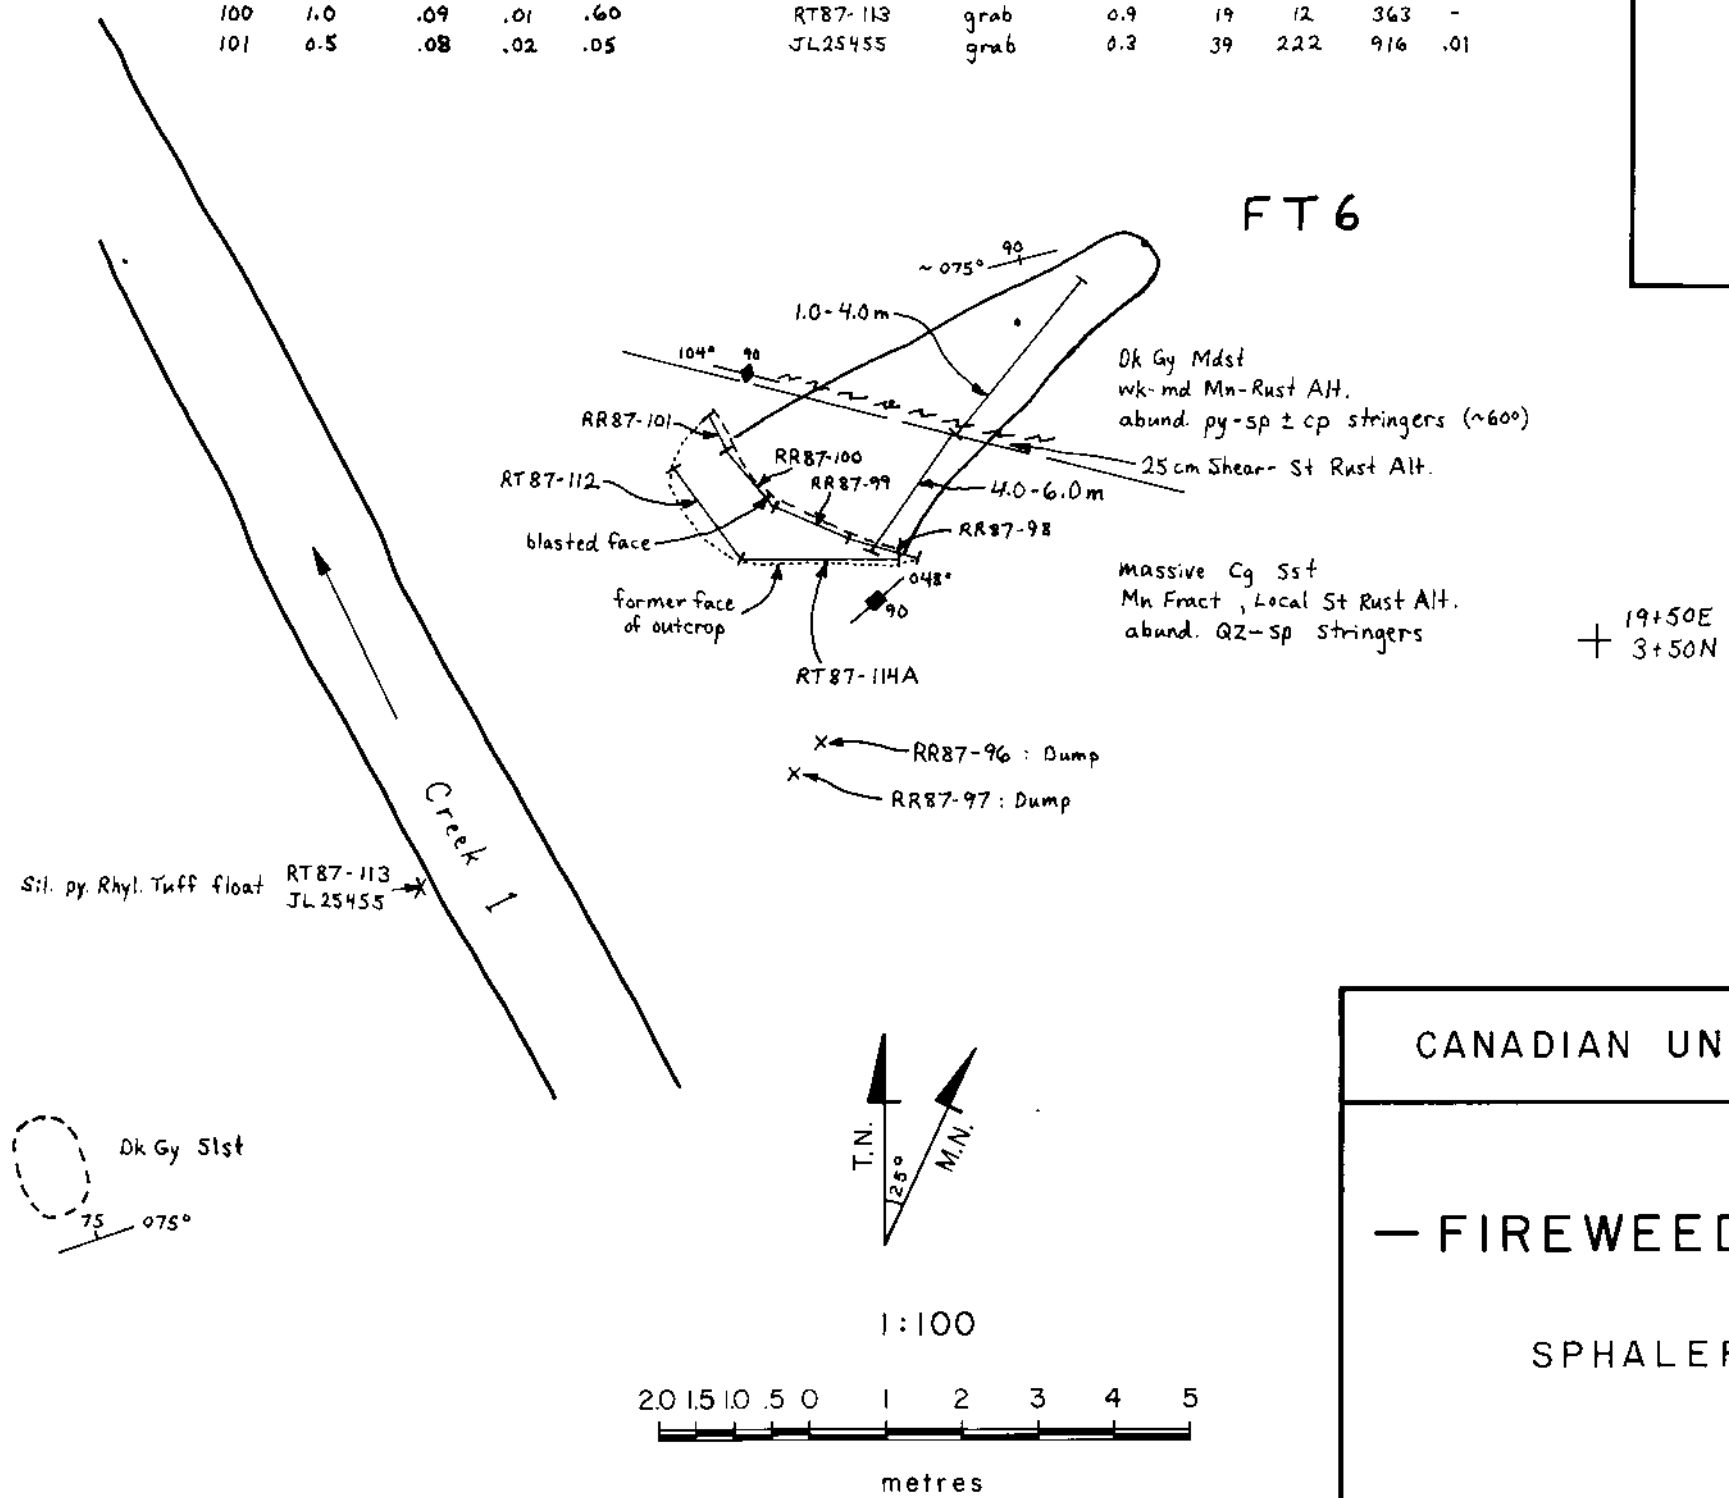 100 1.0 .09 .01 .60 RT87-113 grab 0.9 19 12 363 -
101 0.5 .08 .02 .05 JL25455 grab 0.3 39 222 916 .01
FT6
90
~075°
1.0-4.0m
104° 90
Dk Gy Mdst
wk-md Mn-Rust Alt.
abund. py-sp ± cp stringers (~60°)
25cm Shear- St Rust Alt.
RR87-101
RR87-100
RT87-112
RR87-99
4.0-6.0m
blasted face
RR87-98
048°
90
former face
of outcrop
massive Cg Sst
Mn Fract, Local St Rust Alt.
abund. QZ-sp stringers
19+50E
3+50N
RT87-114A
RR87-96 : Dump
RR87-97 : Dump
Creek 1
Sil. py. Rhyl. Tuff float
RT87-113
JL25455
Dk Gy Slst
75 075°
T.N.
M.N.
25°
1:100
2.0 1.5 1.0 .5 0 1 2 3 4 5
metres
CANADIAN UN
— FIREWEED
SPHALER